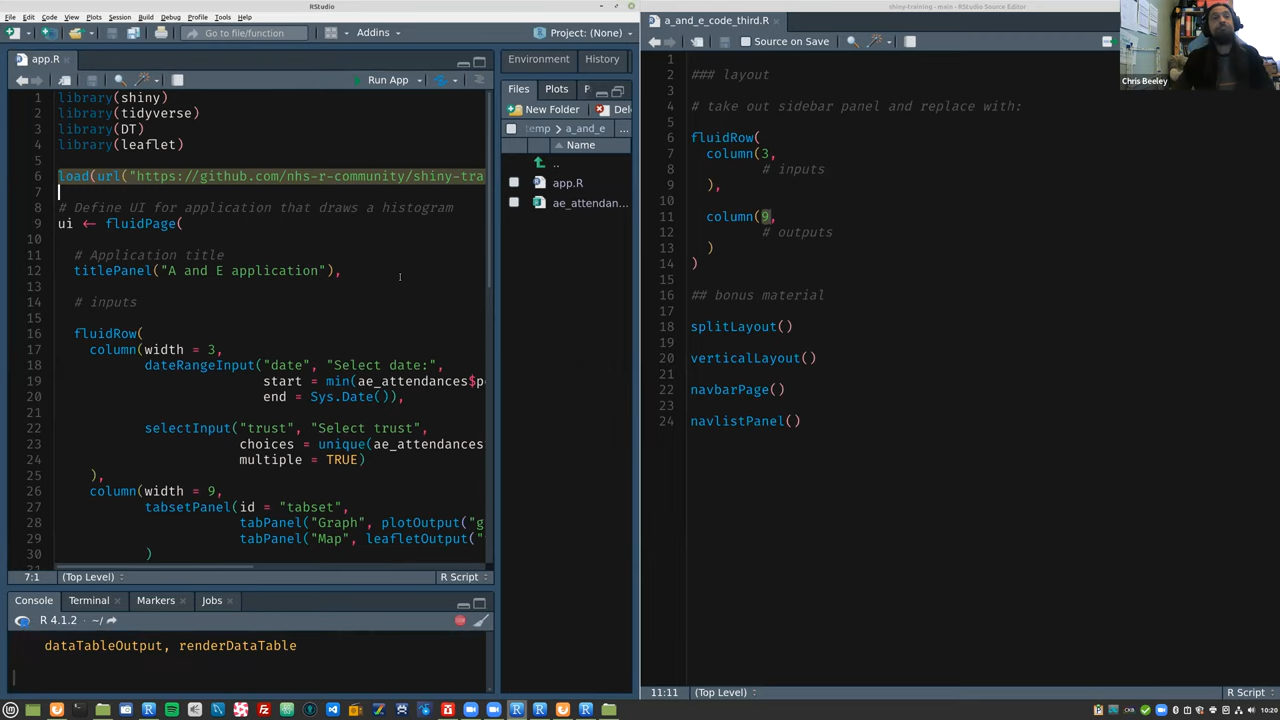 RStudio
File Edit Code View Plots Session Build Debug Profile Tools Help
Go to file/function
Addins
Project: (None)
app.R
Run App
1 library(shiny)
2 library(tidyverse)
3 library(DT)
4 library(leaflet)
5
6 load(url("https://github.com/nhs-r-community/shiny-tra
7
8 # Define UI for application that draws a histogram
9 ui ← fluidPage(
10
11 # Application title
12 titlePanel("A and E application"),
13
14 # inputs
15
16 fluidRow(
17 column(width = 3,
18 dateRangeInput("date", "Select date:",
19 start = min(ae_attendances$p
20 end = Sys.Date()),
21
22 selectInput("trust", "Select trust",
23 choices = unique(ae_attendances
24 multiple = TRUE)
25 ),
26 column(width = 9,
27 tabsetPanel(id = "tabset",
28 tabPanel("Graph", plotOutput("g
29 tabPanel("Map", leafletOutput("
30 )
7:1 (Top Level) R Script
Console Terminal Markers Jobs
R 4.1.2 · ~/
dataTableOutput, renderDataTable
Environment History
Files Plots P
New Folder Del
temp a_and_e ...
Name
..
app.R
ae_attendan...
shiny-training - main - RStudio Source Editor
a_and_e_code_third.R
Source on Save
1
2 ### layout
3
4 # take out sidebar panel and replace with:
5
6 fluidRow(
7 column(3,
8 # inputs
9 ),
10
11 column(9,
12 # outputs
13 )
14 )
15
16 ## bonus material
17
18 splitLayout()
19
20 verticalLayout()
21
22 navbarPage()
23
24 navlistPanel()
11:11 (Top Level) R Script
Chris Beeley
10:20